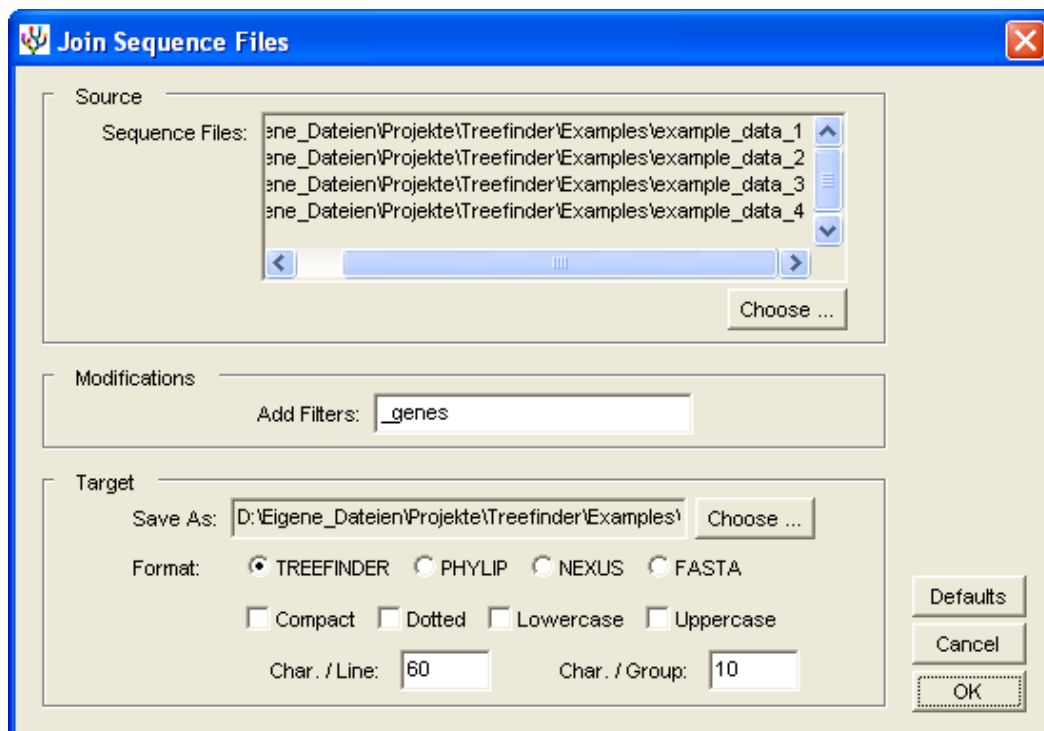 Join Sequence Files
Source
Sequence Files:
ene_Dateien\Projekte\Treefinder\Examples\example_data_1
ene_Dateien\Projekte\Treefinder\Examples\example_data_2
ene_Dateien\Projekte\Treefinder\Examples\example_data_3
ene_Dateien\Projekte\Treefinder\Examples\example_data_4
Choose ...
Modifications
Add Filters: _genes
Target
Save As: D:\Eigene_Dateien\Projekte\Treefinder\Examples\ Choose ...
Format: TREEFINDER PHYLIP NEXUS FASTA
Compact Dotted Lowercase Uppercase
Char. / Line: 60 Char. / Group: 10
Defaults
Cancel
OK